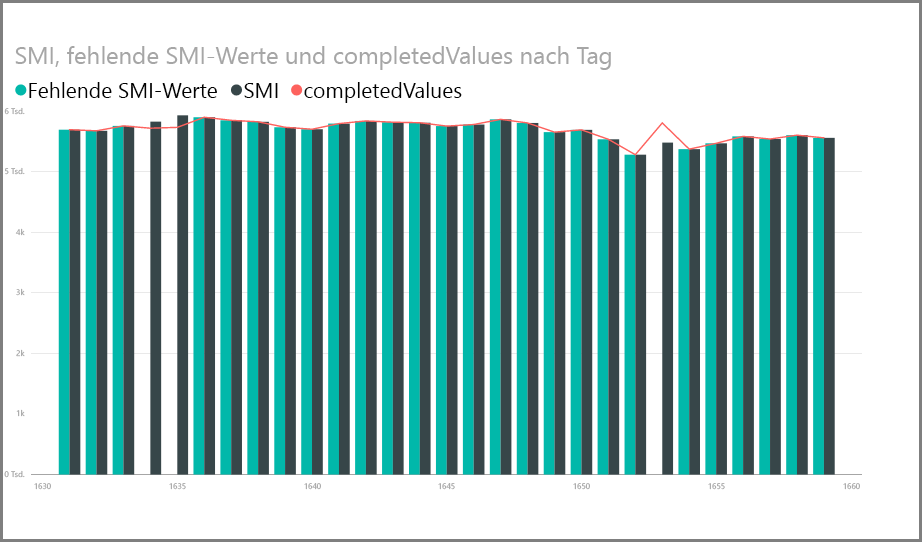 SMI, fehlende SMI-Werte und completedValues nach Tag
Fehlende SMI-Werte SMI completedValues
6 Tsd.
5 Tsd.
4k
3k
2k
1k
0 Tsd.
1630 1635 1640 1645 1650 1655 1660